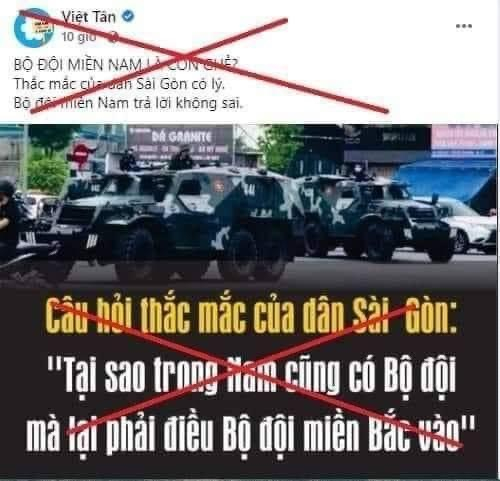 Việt Tân
10 giờ
BỘ ĐỘI MIỀN NAM LÀ CON GHẺ?
Thắc mắc của dân Sài Gòn có lý.
Bộ đội miền Nam trả lời không sai.
ĐÁ GRANITE
Câu hỏi thắc mắc của dân Sài Gòn:
"Tại sao trong Nam cũng có Bộ đội
mà lại phải điều Bộ đội miền Bắc vào"